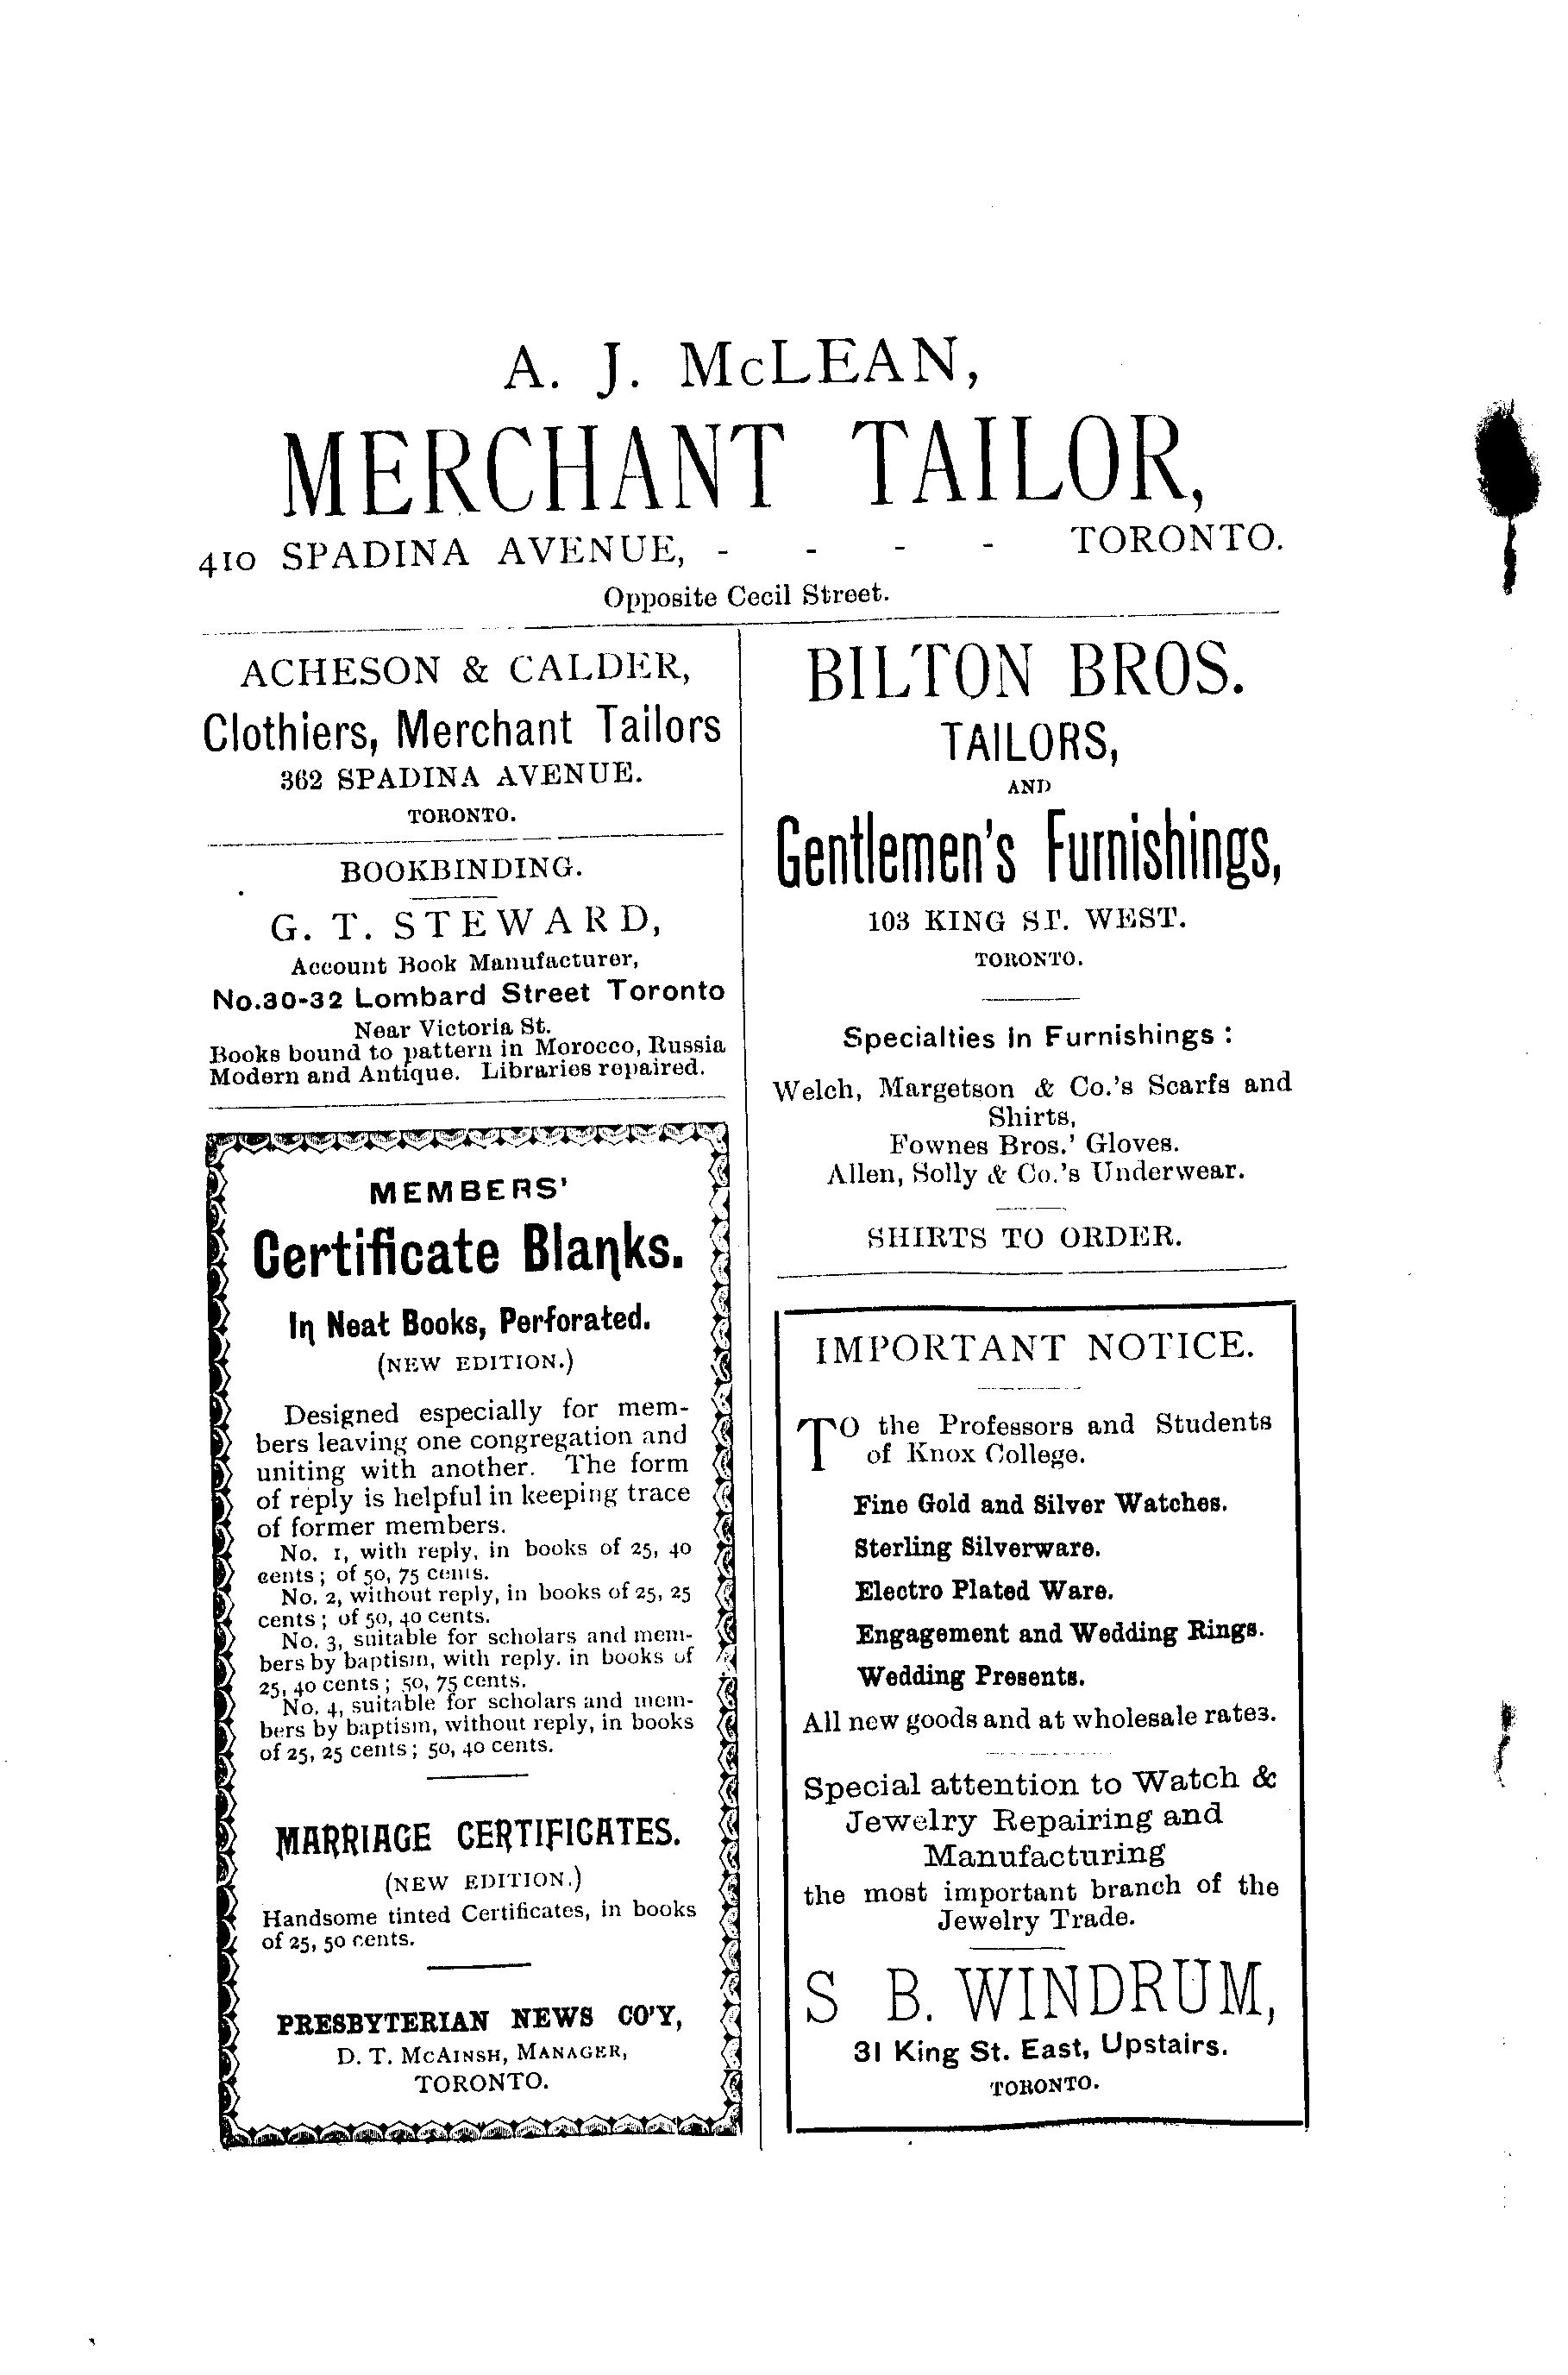 A. J. McLEAN,
MERCHANT TAILOR,
410 SPADINA AVENUE, - - - - TORONTO.
Opposite Cecil Street.
ACHESON & CALDER,
Clothiers, Merchant Tailors
362 SPADINA AVENUE.
TORONTO.
BOOKBINDING.
G. T. STEWARD,
Account Book Manufacturer,
No.30-32 Lombard Street Toronto
Near Victoria St.
Books bound to pattern in Morocco, Russia
Modern and Antique. Libraries repaired.
MEMBERS'
Certificate Blanks.
In Neat Books, Perforated.
(NEW EDITION.)
Designed especially for mem-
bers leaving one congregation and
uniting with another. The form
of reply is helpful in keeping trace
of former members.
No. 1, with reply, in books of 25, 40
cents; of 50, 75 cents.
No. 2, without reply, in books of 25, 25
cents; of 50, 40 cents.
No. 3, suitable for scholars and mem-
bers by baptism, with reply. in books of
25, 40 cents; 50, 75 cents.
No. 4, suitable for scholars and mem-
bers by baptism, without reply, in books
of 25, 25 cents; 50, 40 cents.
MARRIAGE CERTIFICATES.
(NEW EDITION.)
Handsome tinted Certificates, in books
of 25, 50 cents.
PRESBYTERIAN NEWS CO'Y,
D. T. McAINSH, MANAGER,
TORONTO.
BILTON BROS.
TAILORS,
AND
Gentlemen's Furnishings,
103 KING ST. WEST.
TORONTO.
Specialties in Furnishings:
Welch, Margetson & Co.'s Scarfs and
Shirts,
Fownes Bros.' Gloves.
Allen, Solly & Co.'s Underwear.
SHIRTS TO ORDER.
IMPORTANT NOTICE.
TO the Professors and Students
of Knox College.
Fine Gold and Silver Watches.
Sterling Silverware.
Electro Plated Ware.
Engagement and Wedding Rings.
Wedding Presents.
All new goods and at wholesale rates.
Special attention to Watch &
Jewelry Repairing and
Manufacturing
the most important branch of the
Jewelry Trade.
S B. WINDRUM,
31 King St. East, Upstairs.
TORONTO.